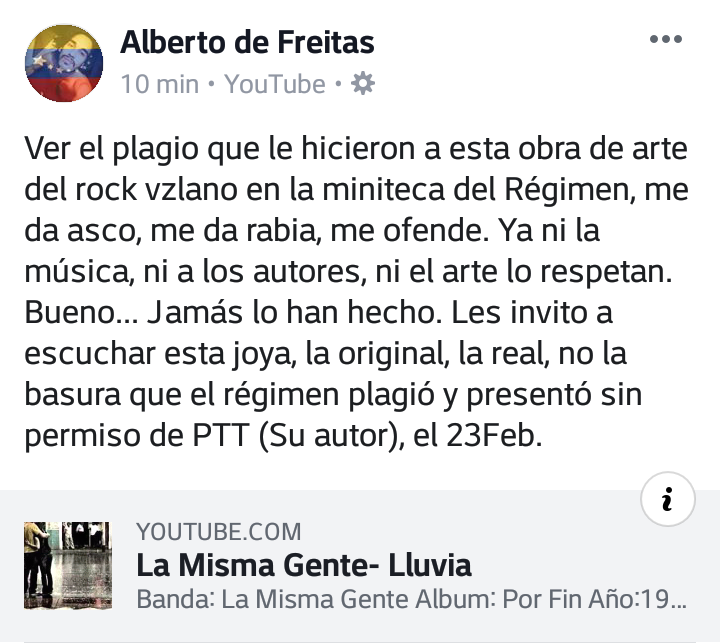 Alberto de Freitas
10 min • YouTube •
Ver el plagio que le hicieron a esta obra de arte
del rock vzlano en la miniteca del Régimen, me
da asco, me da rabia, me ofende. Ya ni la
música, ni a los autores, ni el arte lo respetan.
Bueno... Jamás lo han hecho. Les invito a
escuchar esta joya, la original, la real, no la
basura que el régimen plagió y presentó sin
permiso de PTT (Su autor), el 23Feb.
i
YOUTUBE.COM
La Misma Gente- Lluvia
Banda: La Misma Gente Album: Por Fin Año:19...